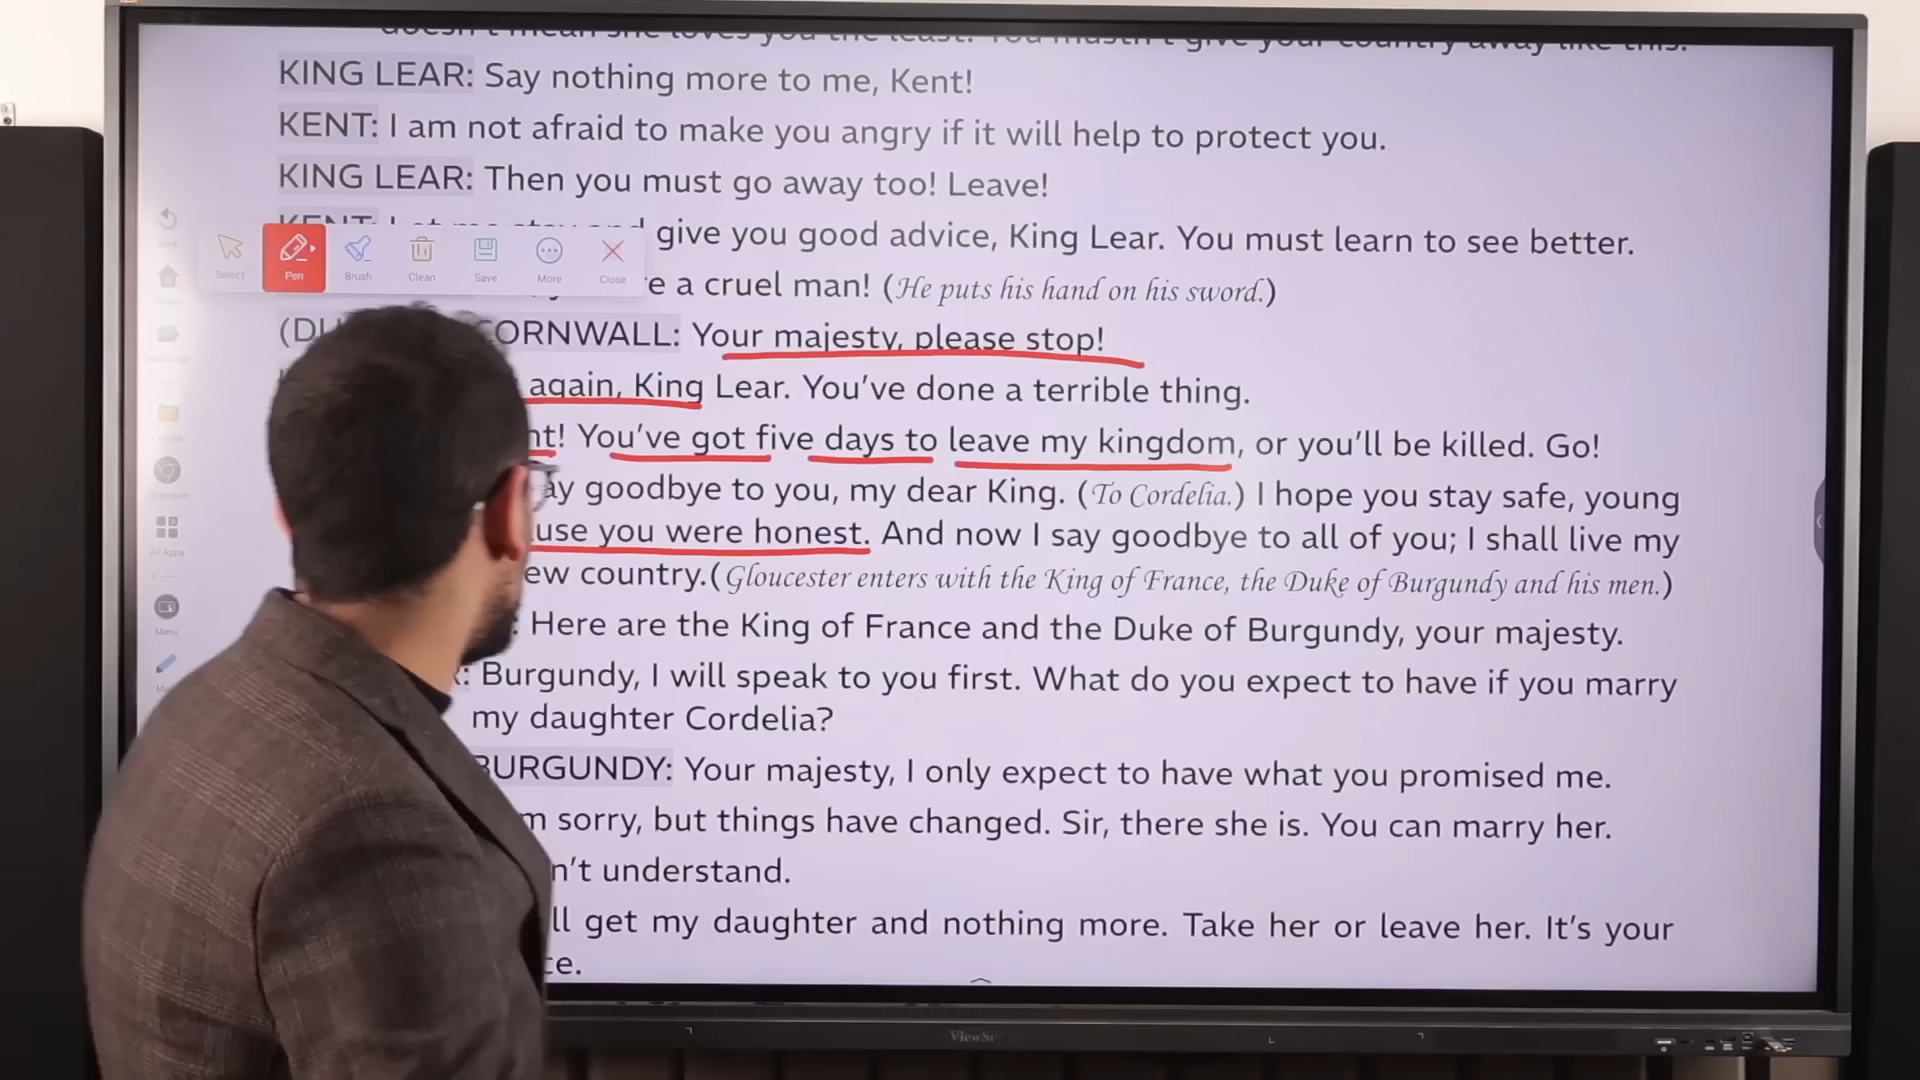 KING LEAR: Say nothing more to me, Kent!
KENT: I am not afraid to make you angry if it will help to protect you.
KING LEAR: Then you must go away too! Leave!
give you good advice, King Lear. You must learn to see better.
Select Pen Brush Clean Save More Close
a cruel man! (He puts his hand on his sword.)
CORNWALL: Your majesty, please stop!
again, King Lear. You've done a terrible thing.
You've got five days to leave my kingdom, or you'll be killed. Go!
goodbye to you, my dear King. (To Cordelia.) I hope you stay safe, young
you were honest. And now I say goodbye to all of you; I shall live my
country.(Gloucester enters with the King of France, the Duke of Burgundy and his men.)
Here are the King of France and the Duke of Burgundy, your majesty.
Burgundy, I will speak to you first. What do you expect to have if you marry
my daughter Cordelia?
BURGUNDY: Your majesty, I only expect to have what you promised me.
sorry, but things have changed. Sir, there she is. You can marry her.
understand.
get my daughter and nothing more. Take her or leave her. It's your
All Apps
Menu